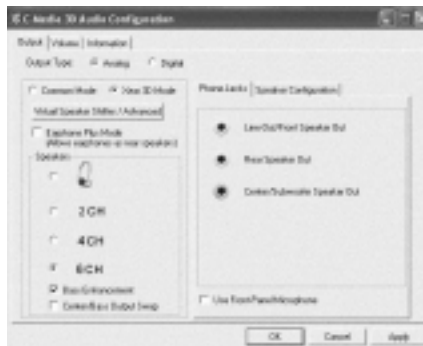 C-Media 3D Audio Configuration
Output | Volume | Information
Output Type: Analog Digital
Common Mode Xear 3D Mode
Virtual Speaker Shifter / Advanced
Earphone Plus Mode
(Allows earphones as rear speakers)
Speakers
2 CH
4 CH
6 CH
Bass Enhancement
Center/Bass Output Swap
Phone Jacks | Speaker Configuration
Line Out/Front Speaker Out
Rear Speaker Out
Center/Subwoofer Speaker Out
Use Front Panel Microphone
OK Cancel Apply